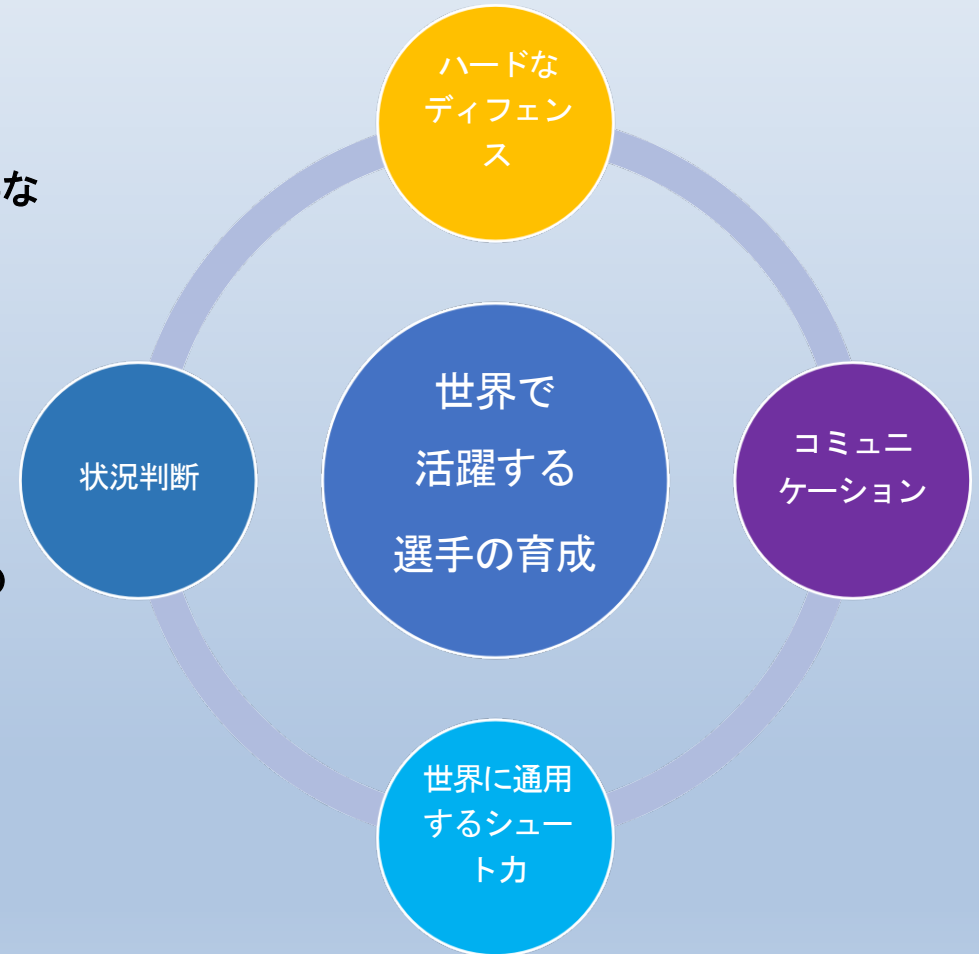 ハードな
ディフェン
ス
な
世界で
活躍する
選手の育成
状況判断
コミュニ
ケーション
世界に通用
するシュー
ト力